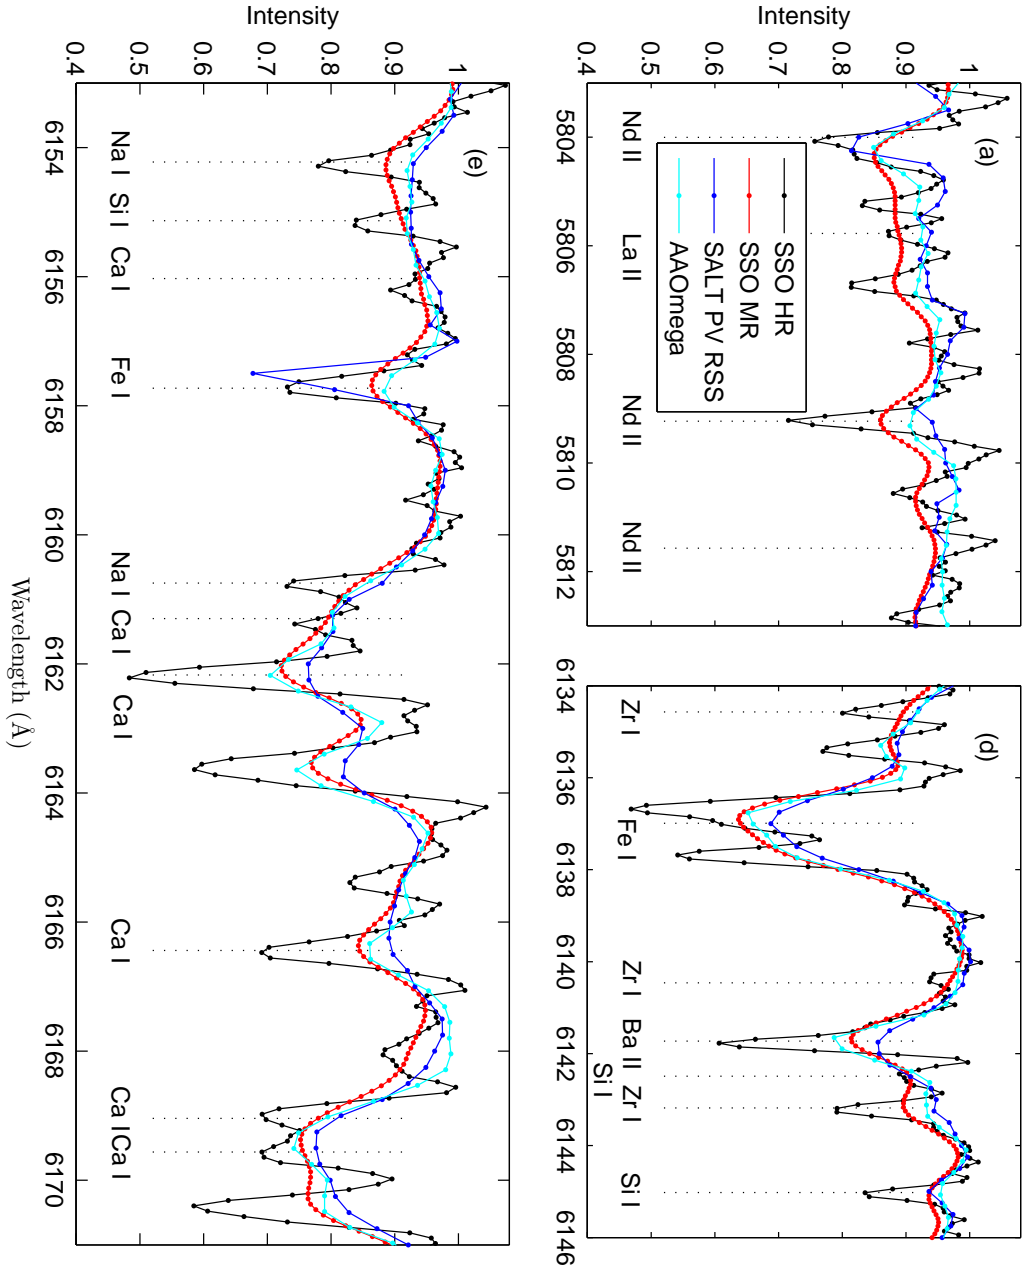 Intensity
1
0.9
0.8
0.7
0.6
0.5
0.4
(a)
SSO HR
SSO MR
SALT PV RSS
AAOmega
Nd II La II Nd II Nd II
5804 5806 5808 5810 5812
(d)
Zr I Fe I Zr I Ba II Zr I Si I
Si I
6134 6136 6138 6140 6142 6144 6146
Intensity
1
0.9
0.8
0.7
0.6
0.5
0.4
(e)
Na I Si I Ca I Fe I Na I Ca I Ca I Ca I Ca I Ca I
6154 6156 6158 6160 6162 6164 6166 6168 6170
Wavelength (Å)